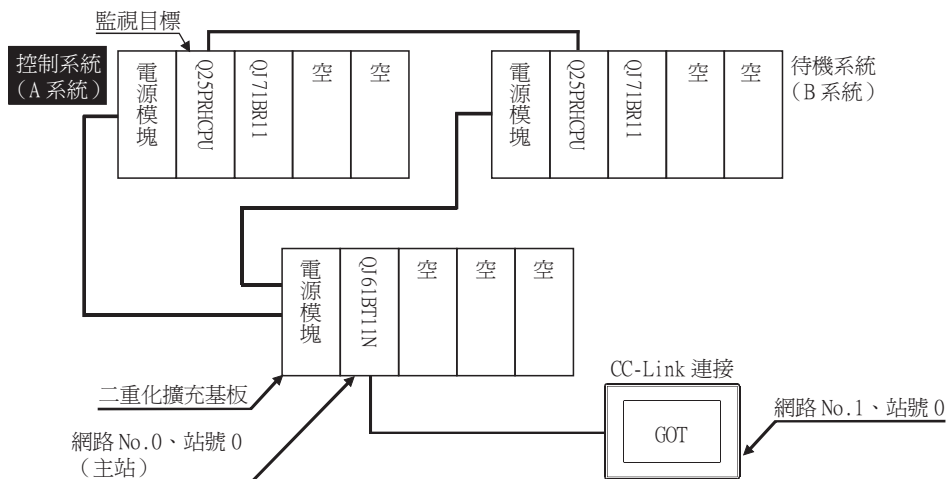 監視目標
控制系統
（A 系統）
電源模塊
Q25PRHCPU
QJ71BR11
空
空
電源模塊
Q25PRHCPU
QJ71BR11
空
空
待機系統
（B 系統）
電源模塊
QJ61BT11N
空
空
空
二重化擴充基板
網路 No.0、站號 0
（主站）
CC-Link 連接
GOT
網路 No.1、站號 0